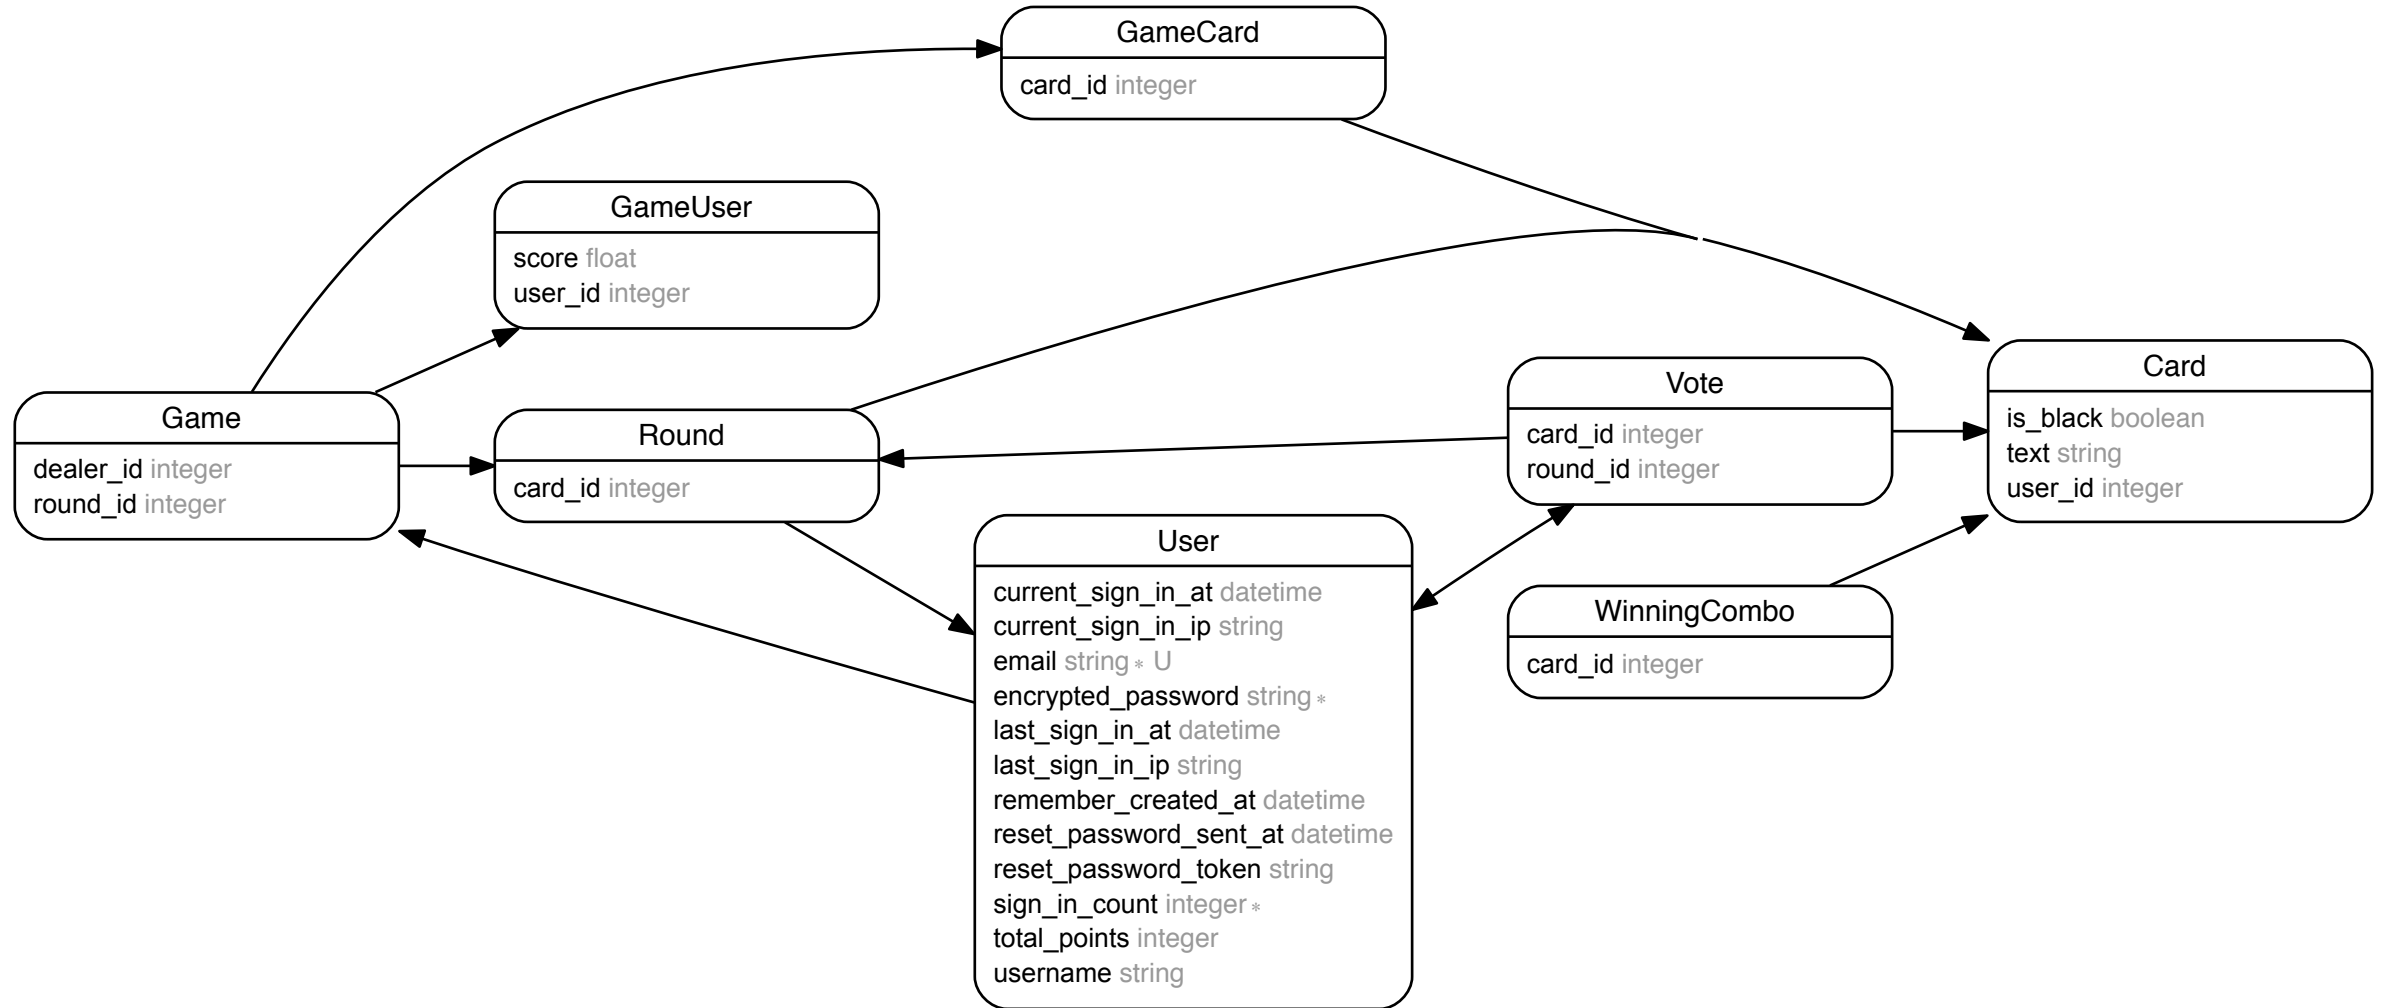 GameCard
card_id integer
GameUser
score float
user_id integer
Game
dealer_id integer
round_id integer
Round
card_id integer
Vote
card_id integer
round_id integer
Card
is_black boolean
text string
user_id integer
User
current_sign_in_at datetime
current_sign_in_ip string
email string * U
encrypted_password string *
last_sign_in_at datetime
last_sign_in_ip string
remember_created_at datetime
reset_password_sent_at datetime
reset_password_token string
sign_in_count integer *
total_points integer
username string
WinningCombo
card_id integer